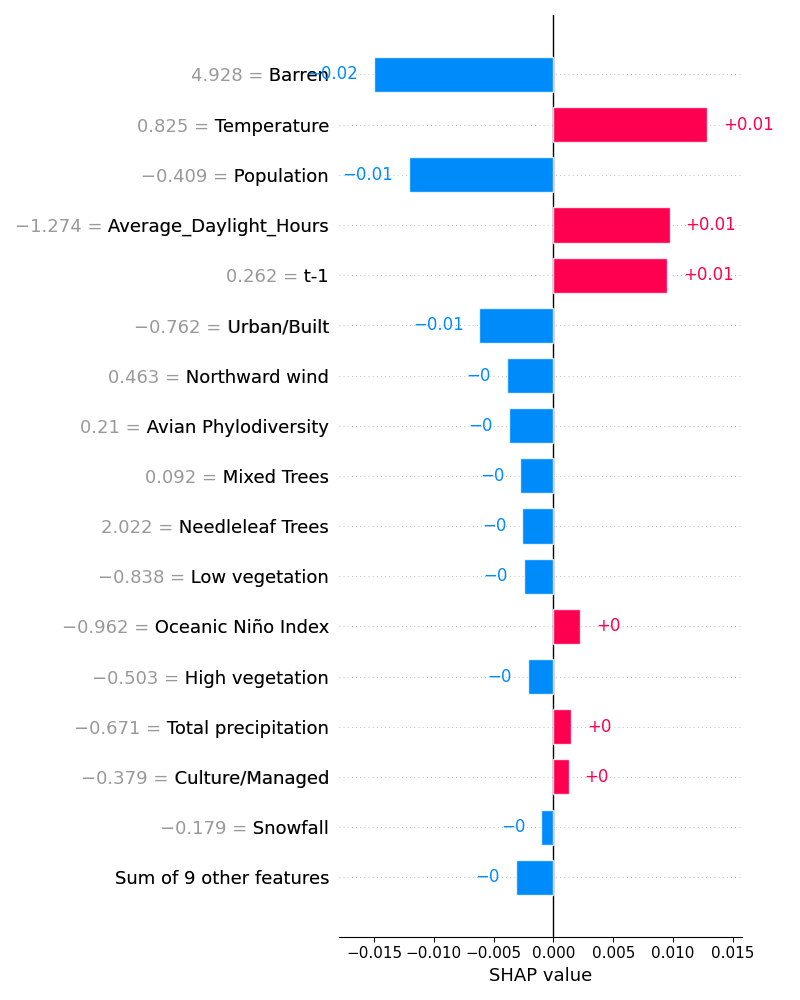 4.928 = Barren −0.02
0.825 = Temperature +0.01
−0.409 = Population −0.01
−1.274 = Average_Daylight_Hours +0.01
0.262 = t-1 +0.01
−0.762 = Urban/Built −0.01
0.463 = Northward wind −0
0.21 = Avian Phylodiversity −0
0.092 = Mixed Trees −0
2.022 = Needleleaf Trees −0
−0.838 = Low vegetation −0
−0.962 = Oceanic Niño Index +0
−0.503 = High vegetation −0
−0.671 = Total precipitation +0
−0.379 = Culture/Managed +0
−0.179 = Snowfall −0
Sum of 9 other features −0
−0.015 −0.010 −0.005 0.000 0.005 0.010 0.015
SHAP value